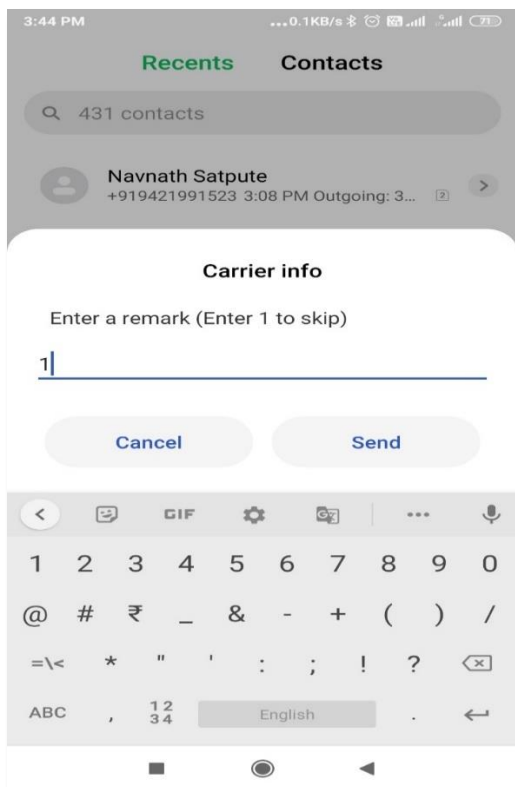 3:44 PM ...0.1KB/s 71
Recents Contacts
431 contacts
Navnath Satpute
+919421991523 3:08 PM Outgoing: 3... 2
Carrier info
Enter a remark (Enter 1 to skip)
1
Cancel Send
GIF
1 2 3 4 5 6 7 8 9 0
@ # ₹ _ & - + ( ) /
=\< * " ' : ; ! ?
ABC , 12 34 English .